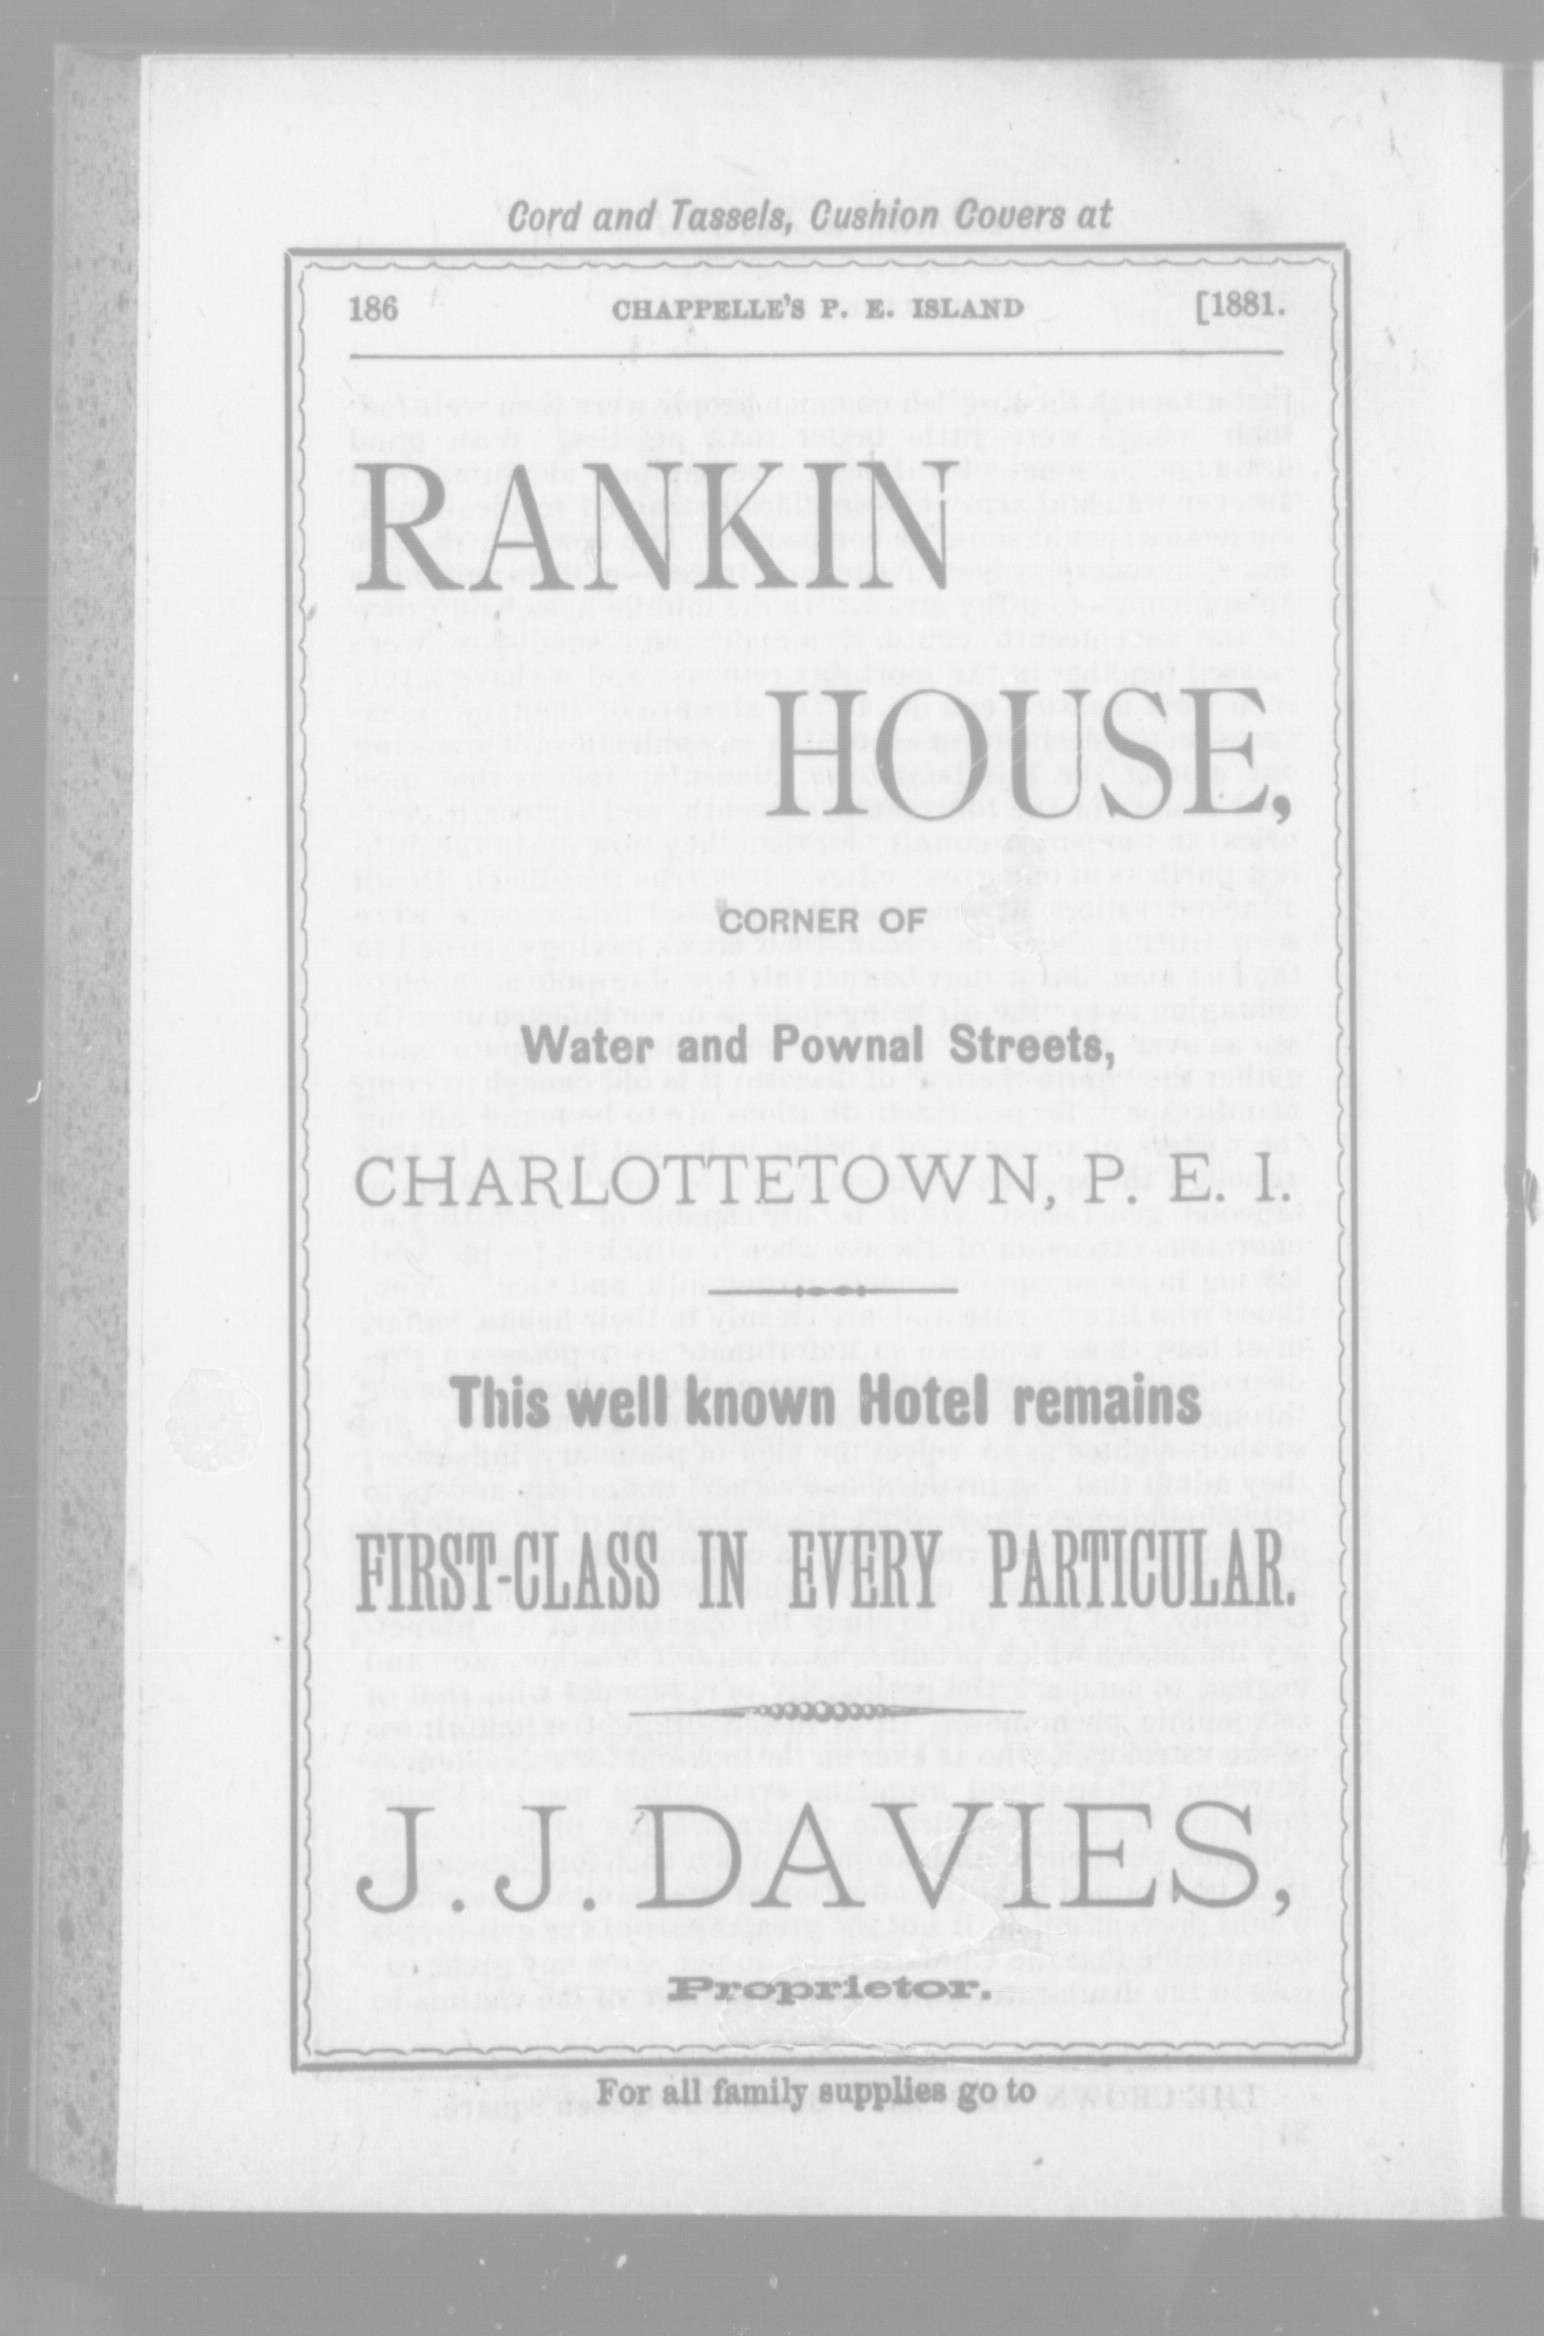 Cord and Tassels, Cushion Covers at
186 CHAPPELLE'S P. E. ISLAND [1881.
RANKIN
HOUSE,
CORNER OF
Water and Pownal Streets,
CHARLOTTETOWN, P. E. I.
This well known Hotel remains
FIRST-CLASS IN EVERY PARTICULAR.
J. J. DAVIES,
Proprietor.
For all family supplies go to